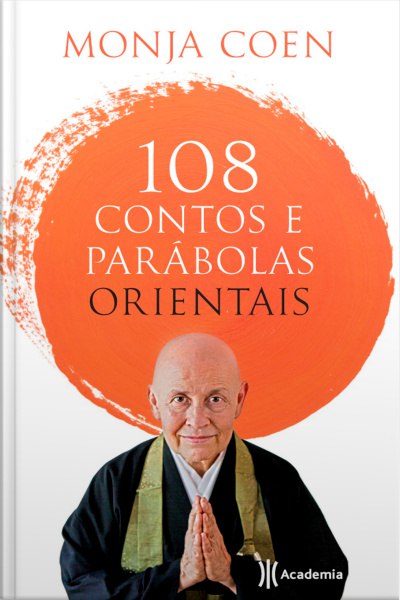 MONJA COEN
108
CONTOS E
PARÁBOLAS
ORIENTAIS
Academia